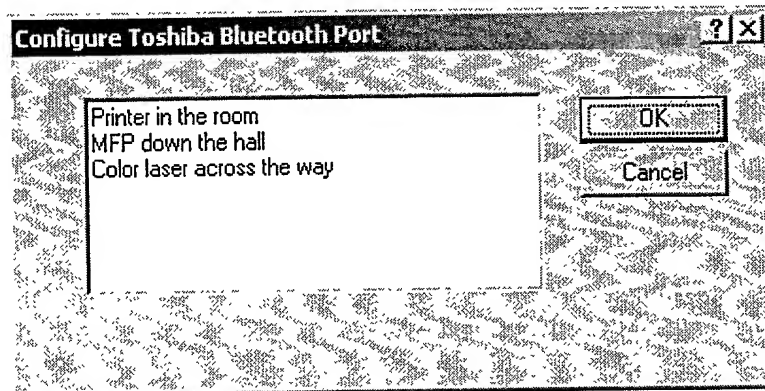 Configure Toshiba Bluetooth Port
? X
Printer in the room
OK
MFP down the hall
Color laser across the way
Cancel